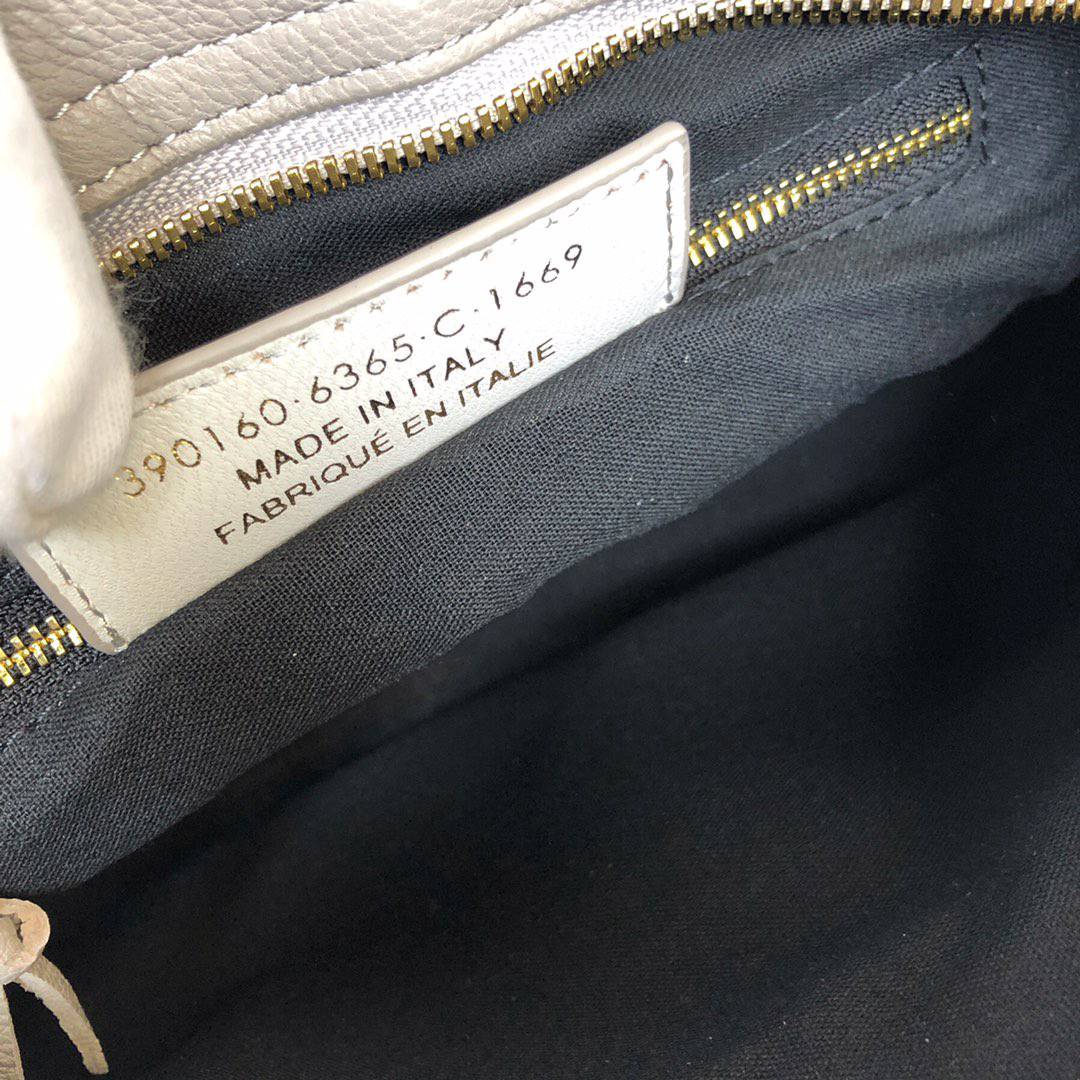 390160·6365·C·1669
MADE IN ITALY
FABRIQUÉ EN ITALIE